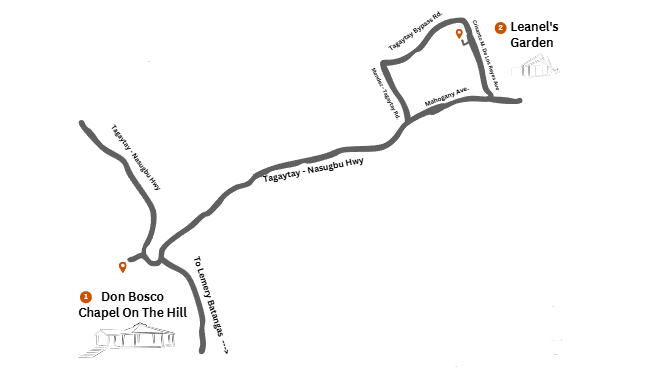 Tagaytay Bypass Rd.
Crisanto M. De Los Reyes Ave
2 Leanel's
Garden
Mendez - Tagaytay Rd.
Mahogany Ave.
Tagaytay - Nasugbu Hwy
Tagaytay - Nasugbu Hwy
To Lemery Batangas --->
1 Don Bosco
Chapel On The Hill